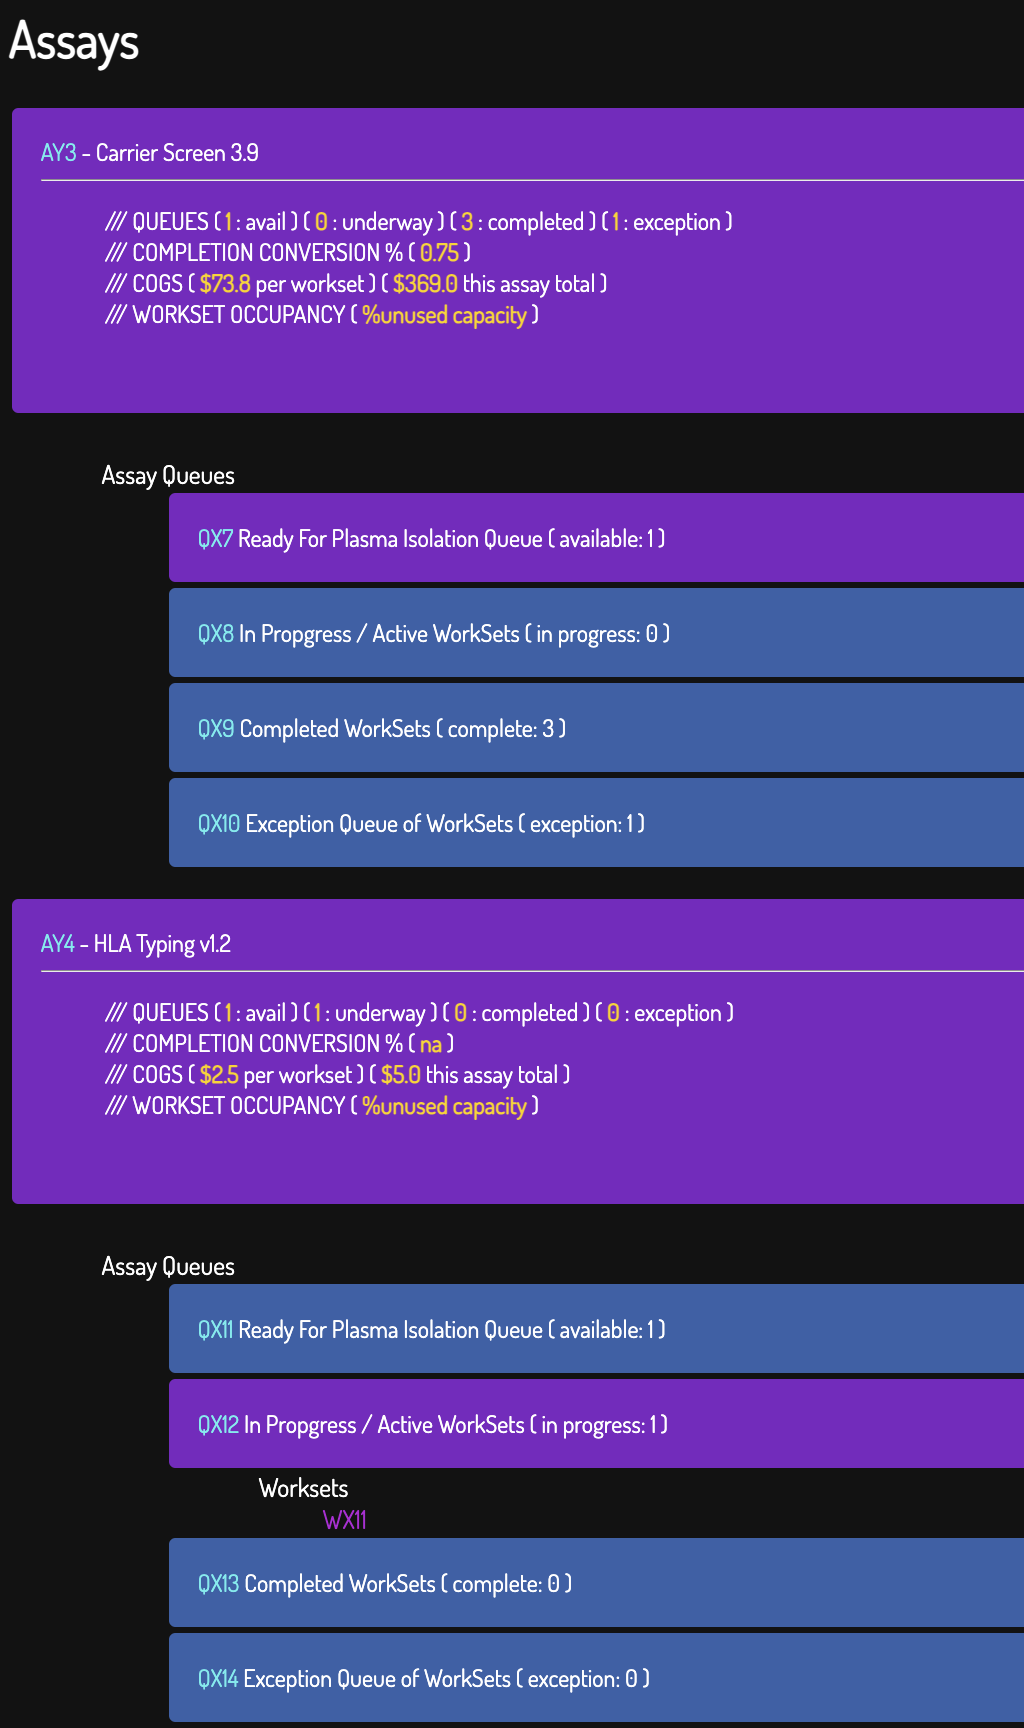 Assays
AY3 - Carrier Screen 3.9
/// QUEUES ( 1 : avail ) ( 0 : underway ) ( 3 : completed ) ( 1 : exception )
/// COMPLETION CONVERSION % ( 0.75 )
/// COGS ( $73.8 per workset ) ( $369.0 this assay total )
/// WORKSET OCCUPANCY ( %unused capacity )
Assay Queues
QX7 Ready For Plasma Isolation Queue ( available: 1 )
QX8 In Propgress / Active WorkSets ( in progress: 0 )
QX9 Completed WorkSets ( complete: 3 )
QX10 Exception Queue of WorkSets ( exception: 1 )
AY4 - HLA Typing v1.2
/// QUEUES ( 1 : avail ) ( 1 : underway ) ( 0 : completed ) ( 0 : exception )
/// COMPLETION CONVERSION % ( na )
/// COGS ( $2.5 per workset ) ( $5.0 this assay total )
/// WORKSET OCCUPANCY ( %unused capacity )
Assay Queues
QX11 Ready For Plasma Isolation Queue ( available: 1 )
QX12 In Propgress / Active WorkSets ( in progress: 1 )
Worksets
WX11
QX13 Completed WorkSets ( complete: 0 )
QX14 Exception Queue of WorkSets ( exception: 0 )